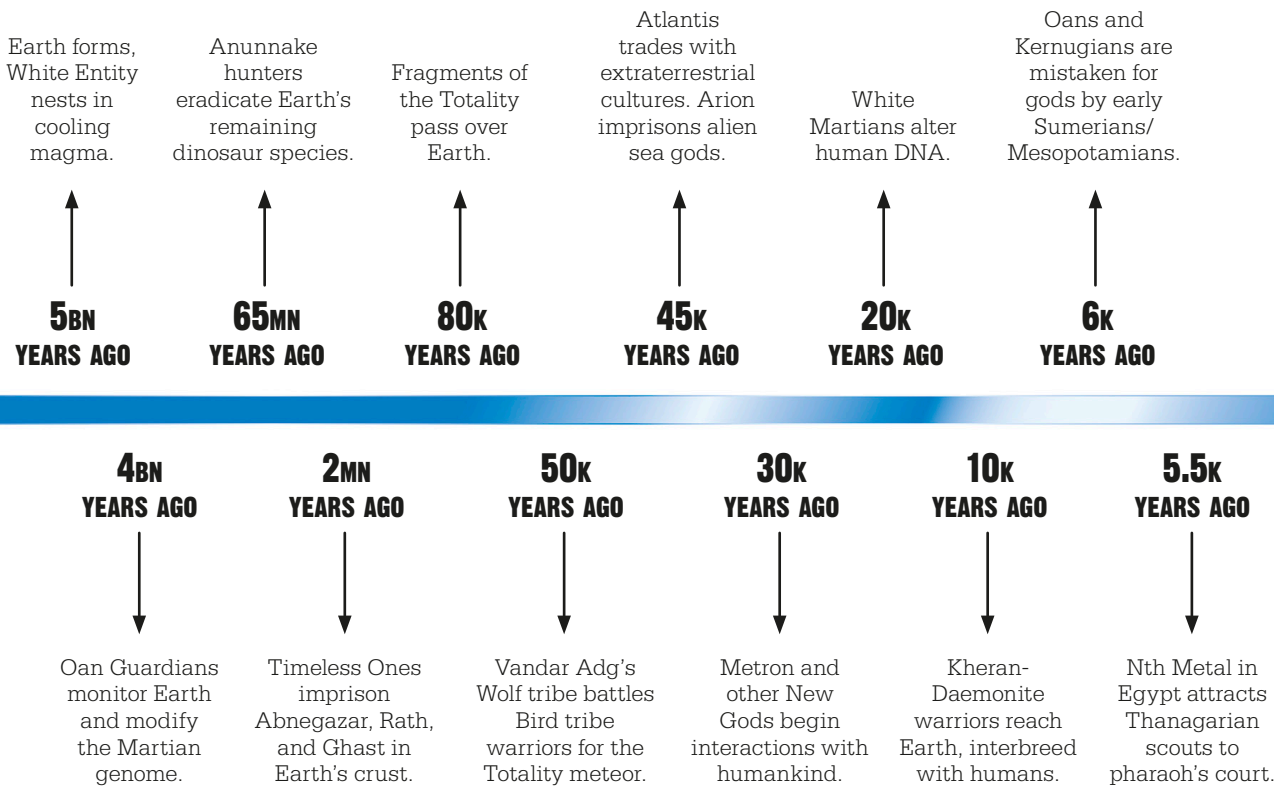 Earth forms,
White Entity
nests in
cooling
magma.
5BN
YEARS AGO
Anunnake
hunters
eradicate Earth's
remaining
dinosaur species.
65MN
YEARS AGO
Fragments of
the Totality
pass over
Earth.
80K
YEARS AGO
Atlantis
trades with
extraterrestrial
cultures. Arion
imprisons alien
sea gods.
45K
YEARS AGO
White
Martians alter
human DNA.
20K
YEARS AGO
Oans and
Kernugians are
mistaken for
gods by early
Sumerians/
Mesopotamians.
6K
YEARS AGO
4BN
YEARS AGO
Oan Guardians
monitor Earth
and modify
the Martian
genome.
2MN
YEARS AGO
Timeless Ones
imprison
Abnegazar, Rath,
and Ghast in
Earth's crust.
50K
YEARS AGO
Vandar Adg's
Wolf tribe battles
Bird tribe
warriors for the
Totality meteor.
30K
YEARS AGO
Metron and
other New
Gods begin
interactions with
humankind.
10K
YEARS AGO
Kheran-
Daemonite
warriors reach
Earth, interbreed
with humans.
5.5K
YEARS AGO
Nth Metal in
Egypt attracts
Thanagarian
scouts to
pharaoh's court.